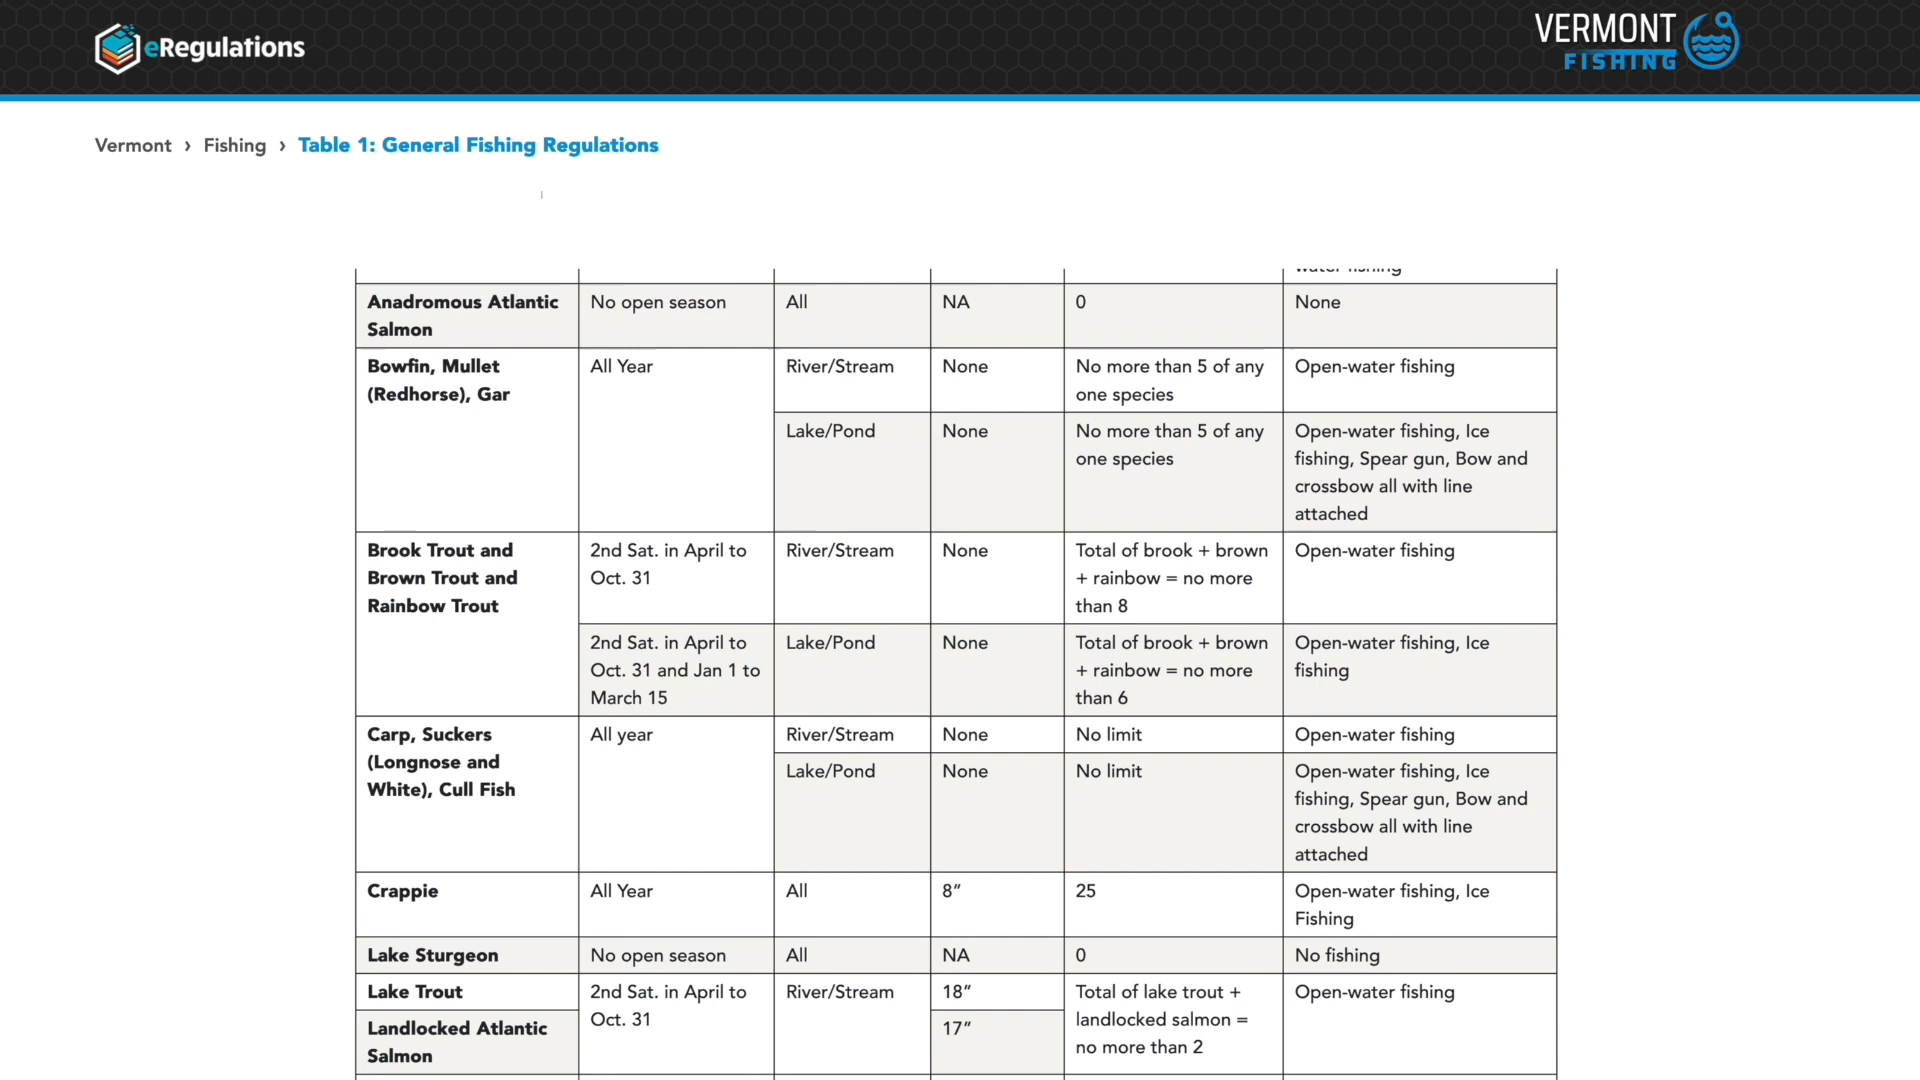 eRegulations
VERMONT
FISHING
Vermont › Fishing › Table 1: General Fishing Regulations
water fishing
Anadromous Atlantic
Salmon
No open season
All
NA
0
None
Bowfin, Mullet
(Redhorse), Gar
All Year
River/Stream
None
No more than 5 of any
one species
Open-water fishing
Lake/Pond
None
No more than 5 of any
one species
Open-water fishing, Ice
fishing, Spear gun, Bow and
crossbow all with line
attached
Brook Trout and
Brown Trout and
Rainbow Trout
2nd Sat. in April to
Oct. 31
River/Stream
None
Total of brook + brown
+ rainbow = no more
than 8
Open-water fishing
2nd Sat. in April to
Oct. 31 and Jan 1 to
March 15
Lake/Pond
None
Total of brook + brown
+ rainbow = no more
than 6
Open-water fishing, Ice
fishing
Carp, Suckers
(Longnose and
White), Cull Fish
All year
River/Stream
None
No limit
Open-water fishing
Lake/Pond
None
No limit
Open-water fishing, Ice
fishing, Spear gun, Bow and
crossbow all with line
attached
Crappie
All Year
All
8″
25
Open-water fishing, Ice
Fishing
Lake Sturgeon
No open season
All
NA
0
No fishing
Lake Trout
2nd Sat. in April to
Oct. 31
River/Stream
18″
Total of lake trout +
landlocked salmon =
no more than 2
Open-water fishing
Landlocked Atlantic
Salmon
17″